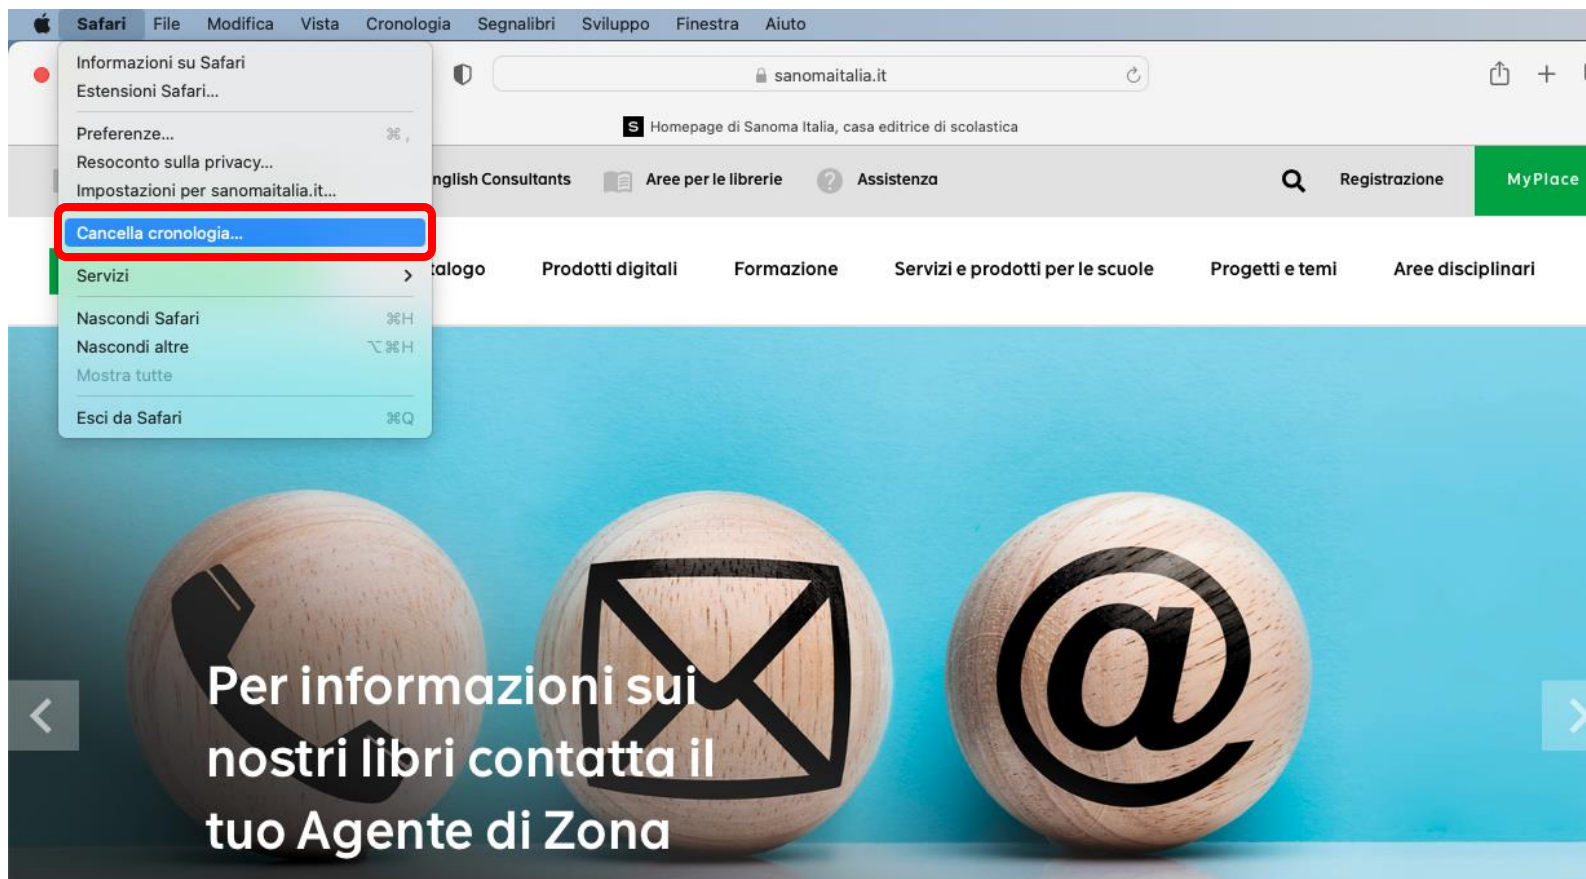 Safari File Modifica Vista Cronologia Segnalibri Sviluppo Finestra Aiuto
Informazioni su Safari
Estensioni Safari...
Preferenze... ⌘ ,
Resoconto sulla privacy...
Impostazioni per sanomaitalia.it...
Cancella cronologia...
Servizi
Nascondi Safari ⌘H
Nascondi altre ⌥⌘H
Mostra tutte
Esci da Safari ⌘Q
sanomaitalia.it
S Homepage di Sanoma Italia, casa editrice di scolastica
nglish Consultants Aree per le librerie ? Assistenza Registrazione MyPlace
talogo Prodotti digitali Formazione Servizi e prodotti per le scuole Progetti e temi Aree disciplinari
@
Per informazioni sui
nostri libri contatta il
tuo Agente di Zona